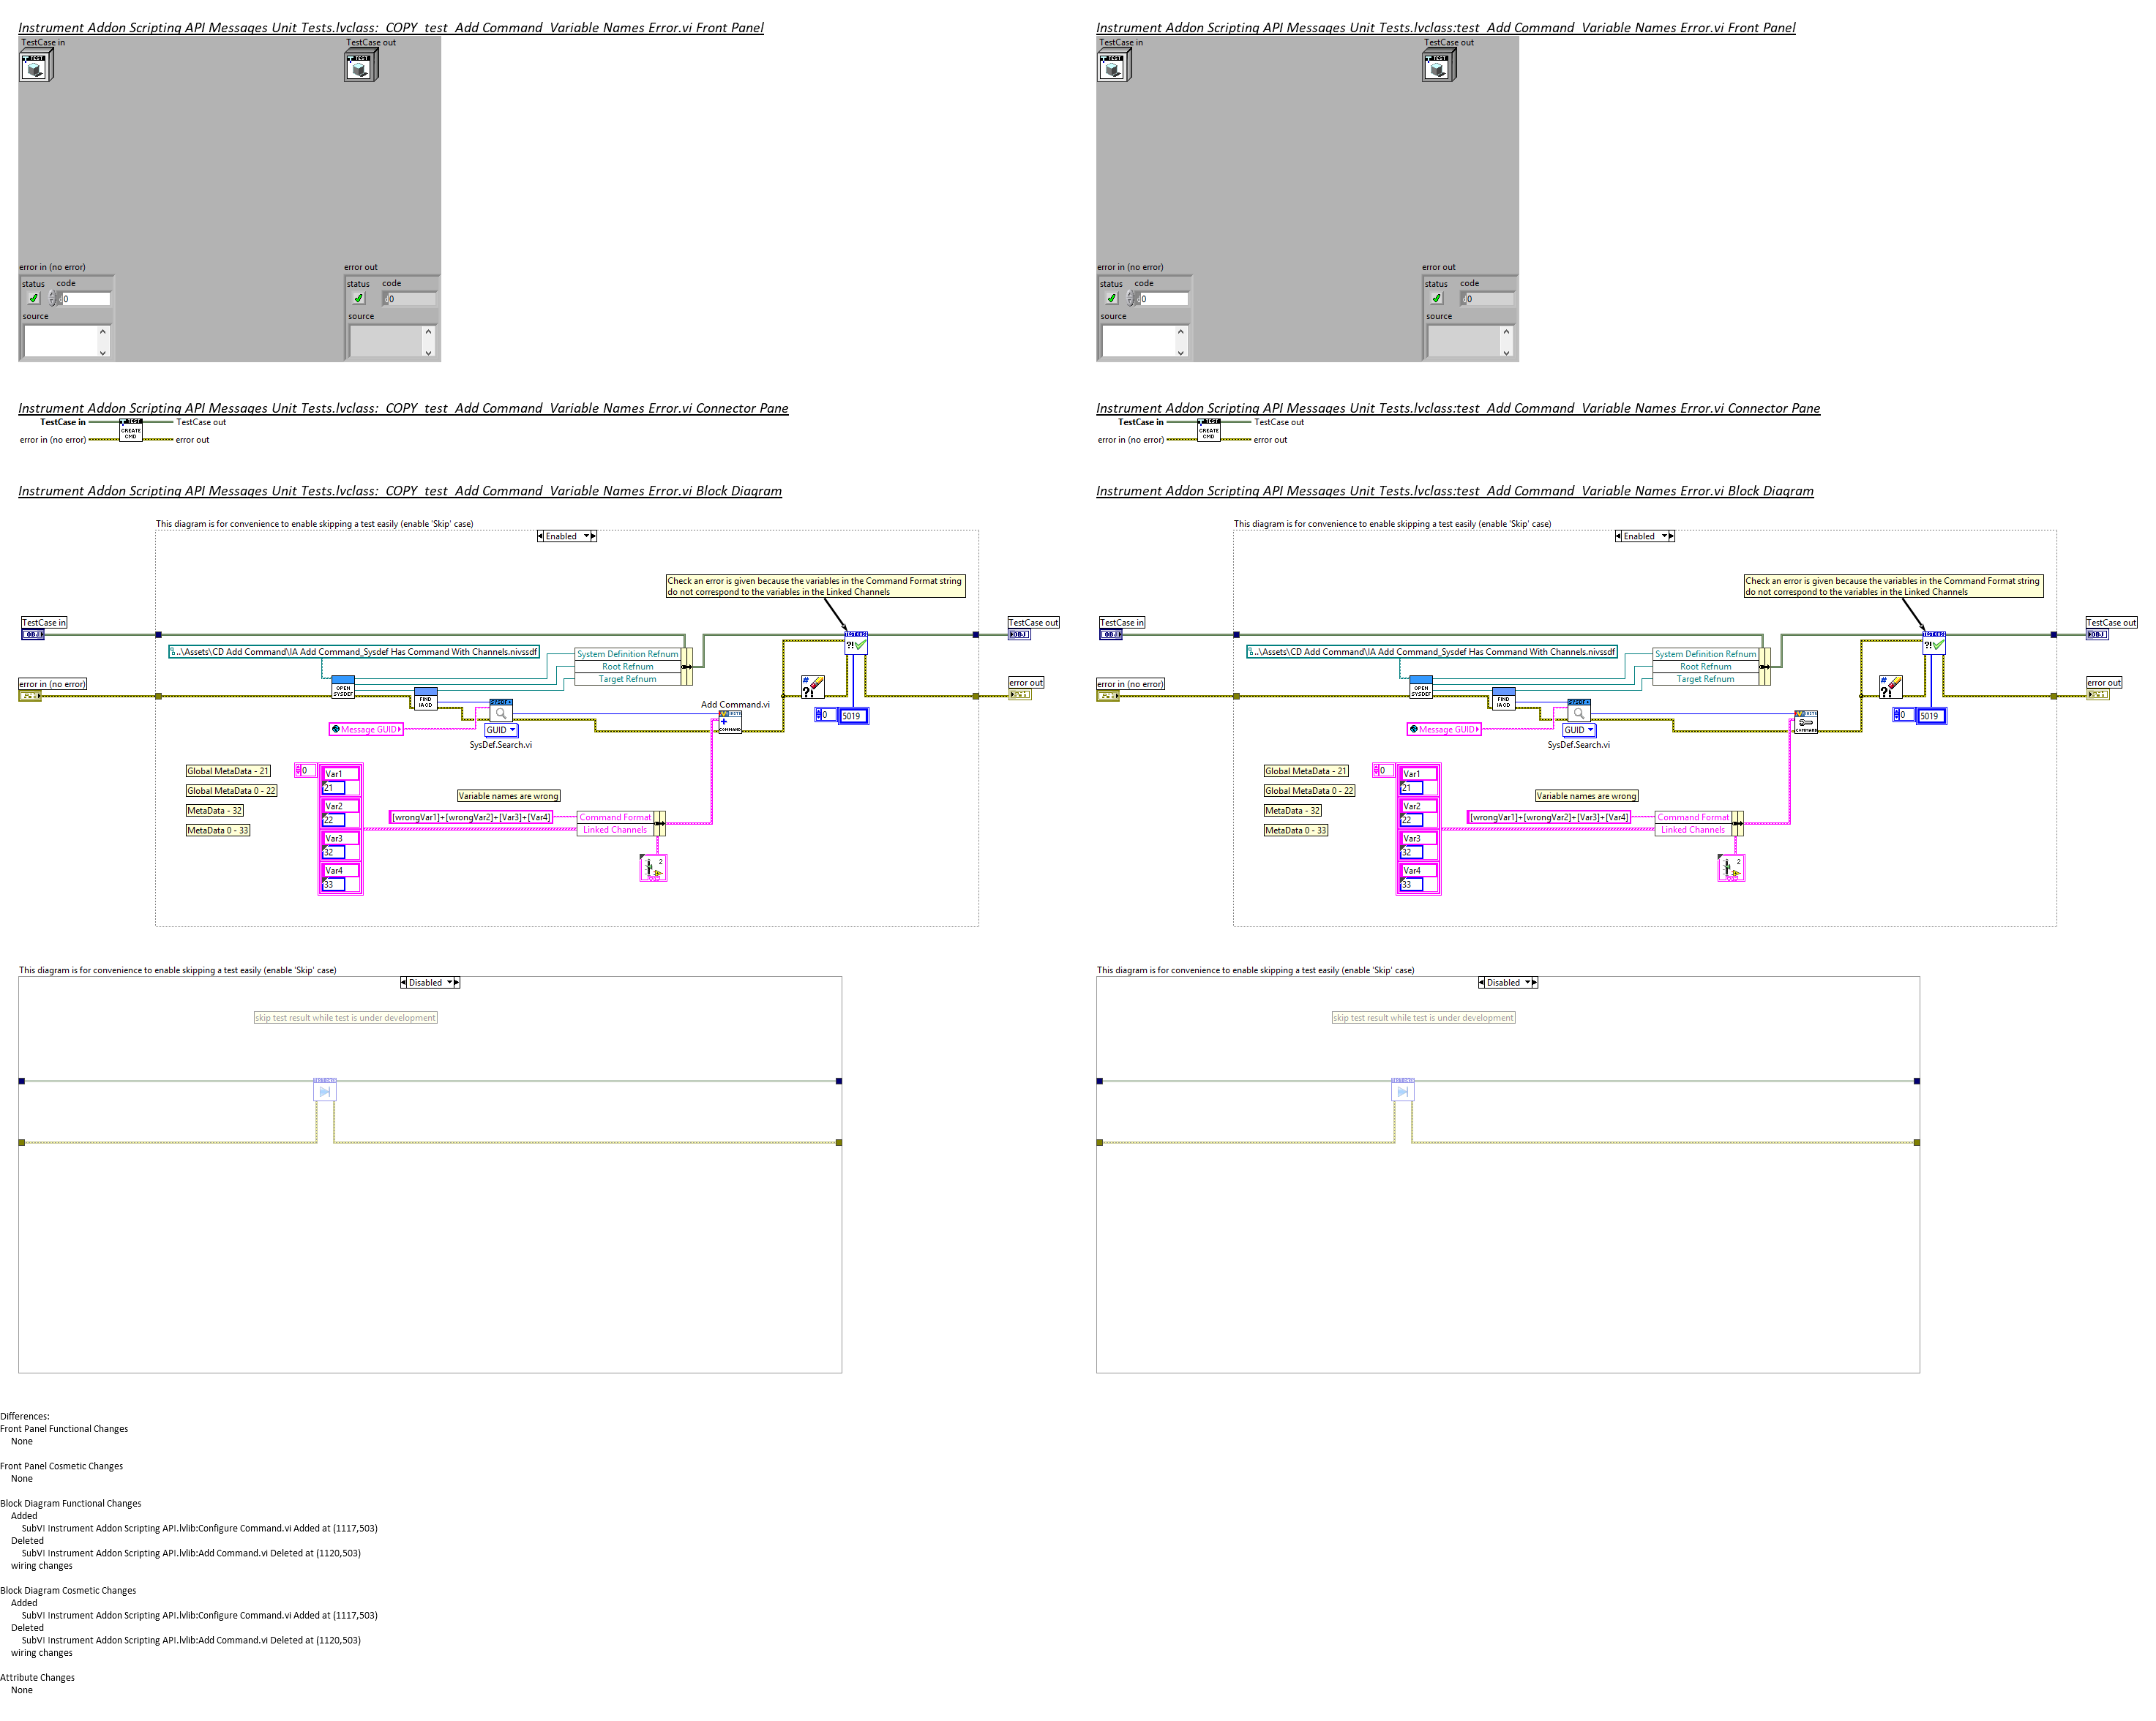 Instrument Addon Scripting API Messages Unit Tests.lvclass:_COPY_test_Add Command_Variable Names Error.vi Front Panel
TestCase in
TestCase out
TEST
TEST
error in (no error)
error out
status
code
0
source
status
code
0
source
Instrument Addon Scripting API Messages Unit Tests.lvclass:_COPY_test_Add Command_Variable Names Error.vi Connector Pane
TestCase in
TEST
CREATE
CMD
TestCase out
error in (no error)
error out
Instrument Addon Scripting API Messages Unit Tests.lvclass:_COPY_test_Add Command_Variable Names Error.vi Block Diagram
This diagram is for convenience to enable skipping a test easily (enable 'Skip' case)
Enabled
Check an error is given because the variables in the Command Format string
do not correspond to the variables in the Linked Channels
TestCase in
OBJ
TestCase out
OBJ
..\Assets\CD Add Command\IA Add Command_Sysdef Has Command With Channels.nivssdf
System Definition Refnum
Root Refnum
Target Refnum
error in (no error)
error out
OPEN
SYSDEF
FIND
IACD
Add Command.vi
COMMAND
0
5019
Message GUID
GUID
SysDef.Search.vi
Global MetaData - 21
Global MetaData 0 - 22
MetaData - 32
MetaData 0 - 33
0
Var1
21
Var2
22
Var3
32
Var4
33
Variable names are wrong
[wrongVar1]+[wrongVar2]+[Var3]+[Var4]
Command Format
Linked Channels
2
This diagram is for convenience to enable skipping a test easily (enable 'Skip' case)
Disabled
skip test result while test is under development
Instrument Addon Scripting API Messages Unit Tests.lvclass:test_Add Command_Variable Names Error.vi Front Panel
TestCase in
TestCase out
TEST
TEST
error in (no error)
error out
status
code
0
source
status
code
0
source
Instrument Addon Scripting API Messages Unit Tests.lvclass:test_Add Command_Variable Names Error.vi Connector Pane
TestCase in
TEST
CREATE
CMD
TestCase out
error in (no error)
error out
Instrument Addon Scripting API Messages Unit Tests.lvclass:test_Add Command_Variable Names Error.vi Block Diagram
This diagram is for convenience to enable skipping a test easily (enable 'Skip' case)
Enabled
Check an error is given because the variables in the Command Format string
do not correspond to the variables in the Linked Channels
TestCase in
OBJ
TestCase out
OBJ
..\Assets\CD Add Command\IA Add Command_Sysdef Has Command With Channels.nivssdf
System Definition Refnum
Root Refnum
Target Refnum
error in (no error)
error out
OPEN
SYSDEF
FIND
IACD
COMMAND
0
5019
Message GUID
GUID
SysDef.Search.vi
Global MetaData - 21
Global MetaData 0 - 22
MetaData - 32
MetaData 0 - 33
0
Var1
21
Var2
22
Var3
32
Var4
33
Variable names are wrong
[wrongVar1]+[wrongVar2]+[Var3]+[Var4]
Command Format
Linked Channels
2
This diagram is for convenience to enable skipping a test easily (enable 'Skip' case)
Disabled
skip test result while test is under development
Differences:
Front Panel Functional Changes
None
Front Panel Cosmetic Changes
None
Block Diagram Functional Changes
Added
SubVI Instrument Addon Scripting API.lvlib:Configure Command.vi Added at (1117,503)
Deleted
SubVI Instrument Addon Scripting API.lvlib:Add Command.vi Deleted at (1120,503)
wiring changes
Block Diagram Cosmetic Changes
Added
SubVI Instrument Addon Scripting API.lvlib:Configure Command.vi Added at (1117,503)
Deleted
SubVI Instrument Addon Scripting API.lvlib:Add Command.vi Deleted at (1120,503)
wiring changes
Attribute Changes
None